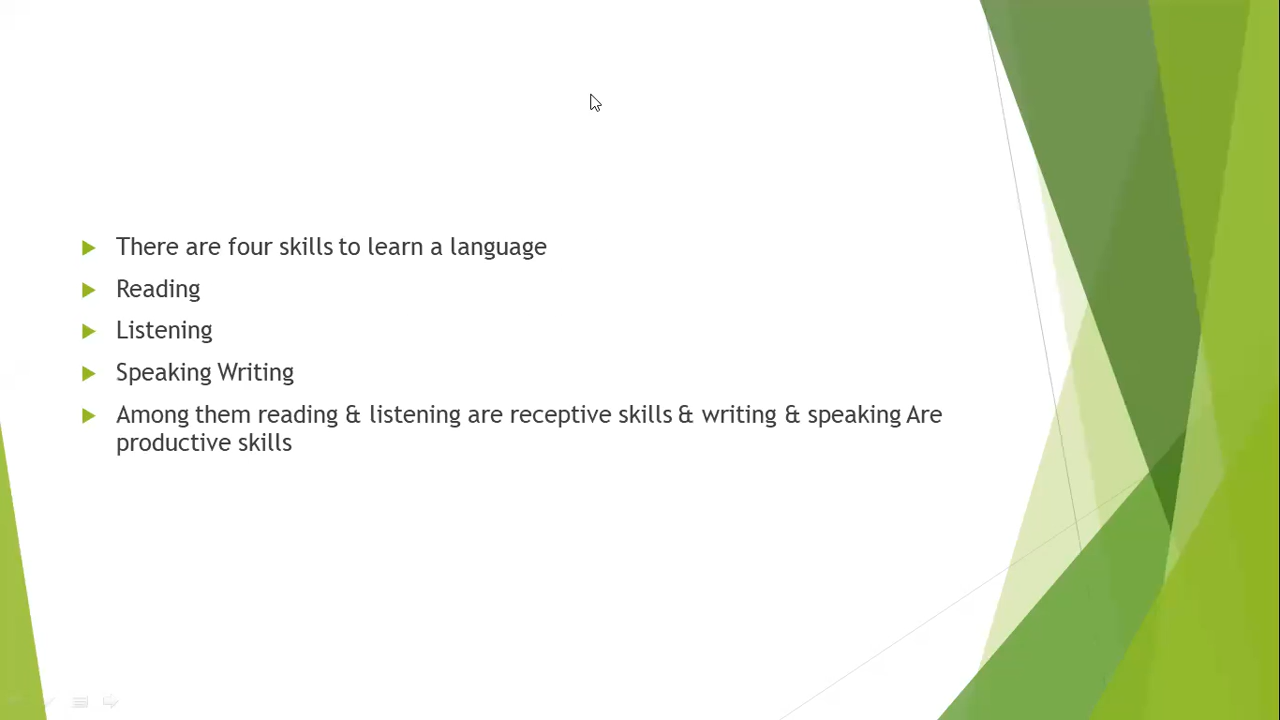 There are four skills to learn a language
Reading
Listening
Speaking Writing
Among them reading & listening are receptive skills & writing & speaking Are
productive skills